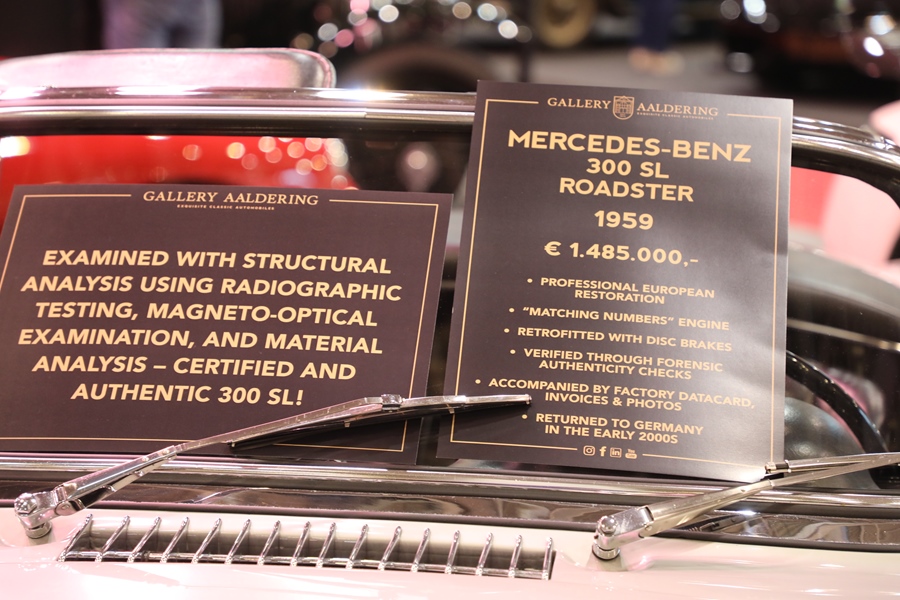 GALLERY AALDERING
EXQUISITE CLASSIC AUTOMOBILES
EXAMINED WITH STRUCTURAL
ANALYSIS USING RADIOGRAPHIC
TESTING, MAGNETO-OPTICAL
EXAMINATION, AND MATERIAL
ANALYSIS – CERTIFIED AND
AUTHENTIC 300 SL!
GALLERY AALDERING
EXQUISITE CLASSIC AUTOMOBILES
MERCEDES-BENZ
300 SL
ROADSTER
1959
€ 1.485.000,-
• PROFESSIONAL EUROPEAN
RESTORATION
• “MATCHING NUMBERS” ENGINE
• RETROFITTED WITH DISC BRAKES
• VERIFIED THROUGH FORENSIC
AUTHENTICITY CHECKS
• ACCOMPANIED BY FACTORY DATACARD,
INVOICES & PHOTOS
• RETURNED TO GERMANY
IN THE EARLY 2000S